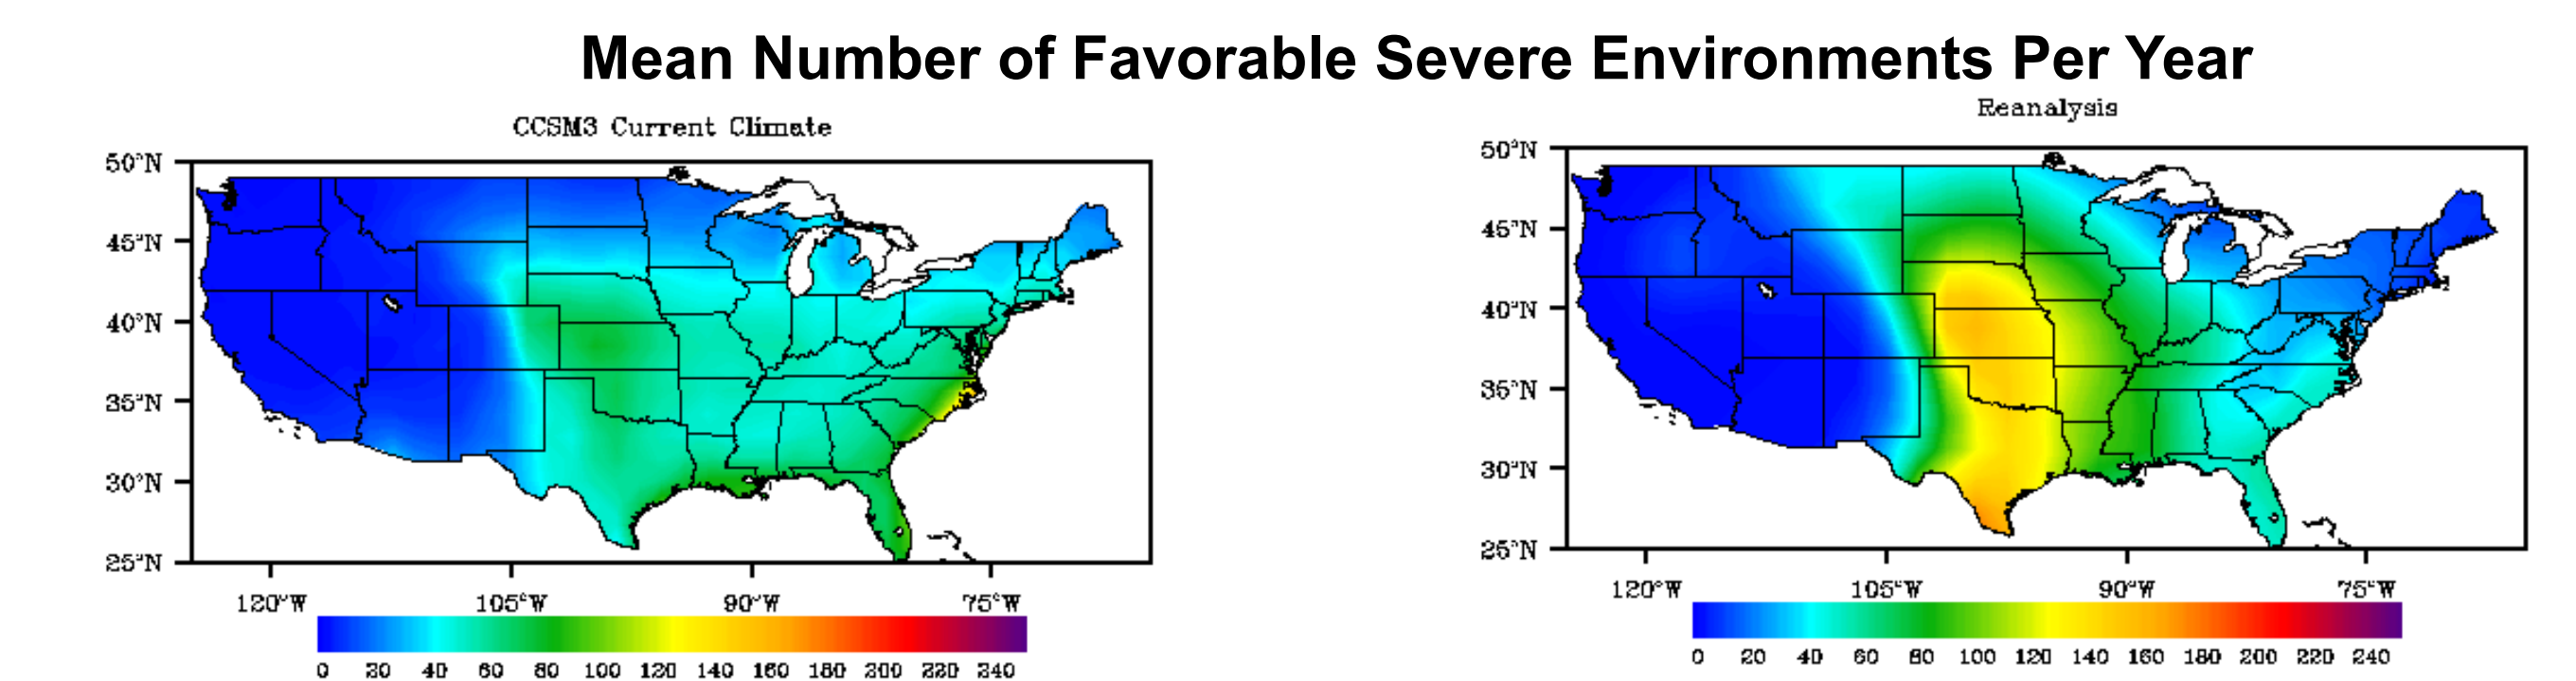 Mean Number of Favorable Severe Environments Per Year
CCSM3 Current Climate
50°N
45°N
40°N
35°N
30°N
25°N
120°W 105°W 90°W 75°W
0 20 40 60 80 100 120 140 160 180 200 220 240
Reanalysis
50°N
45°N
40°N
35°N
30°N
25°N
120°W 105°W 90°W 75°W
0 20 40 60 80 100 120 140 160 180 200 220 240